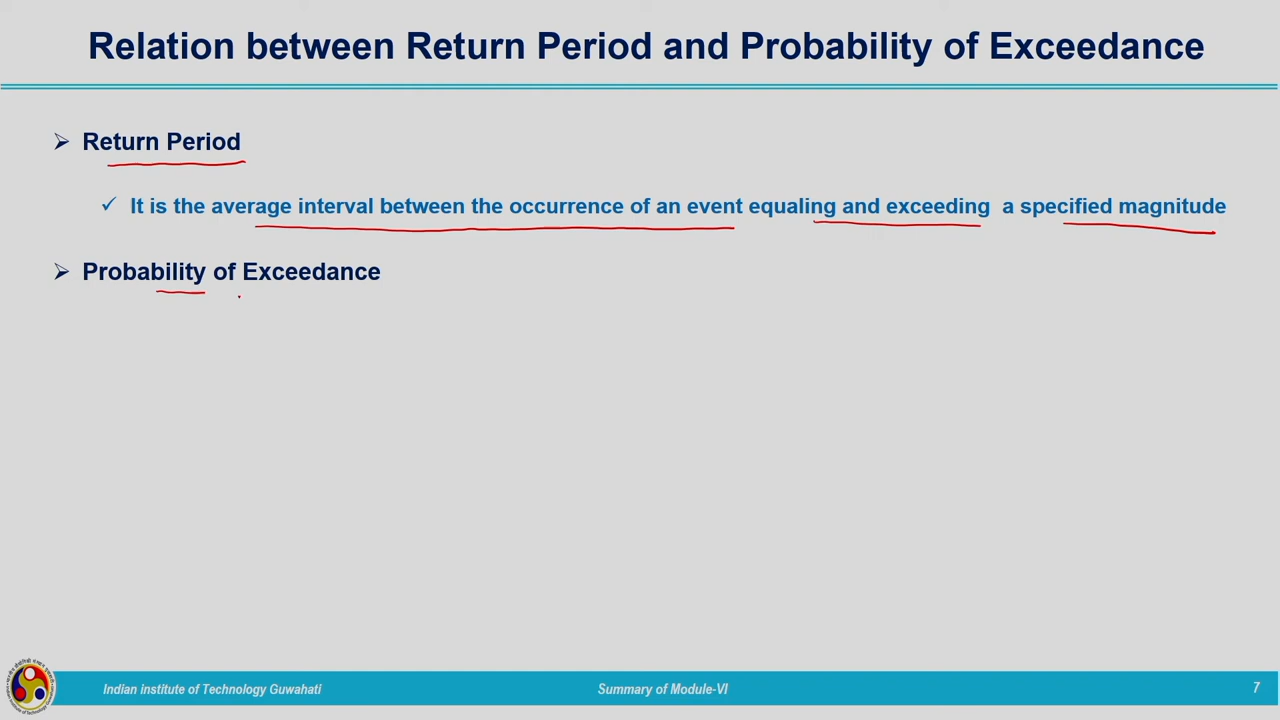 Relation between Return Period and Probability of Exceedance
Return Period
It is the average interval between the occurrence of an event equaling and exceeding a specified magnitude
Probability of Exceedance
Indian institute of Technology Guwahati
Summary of Module-VI
7